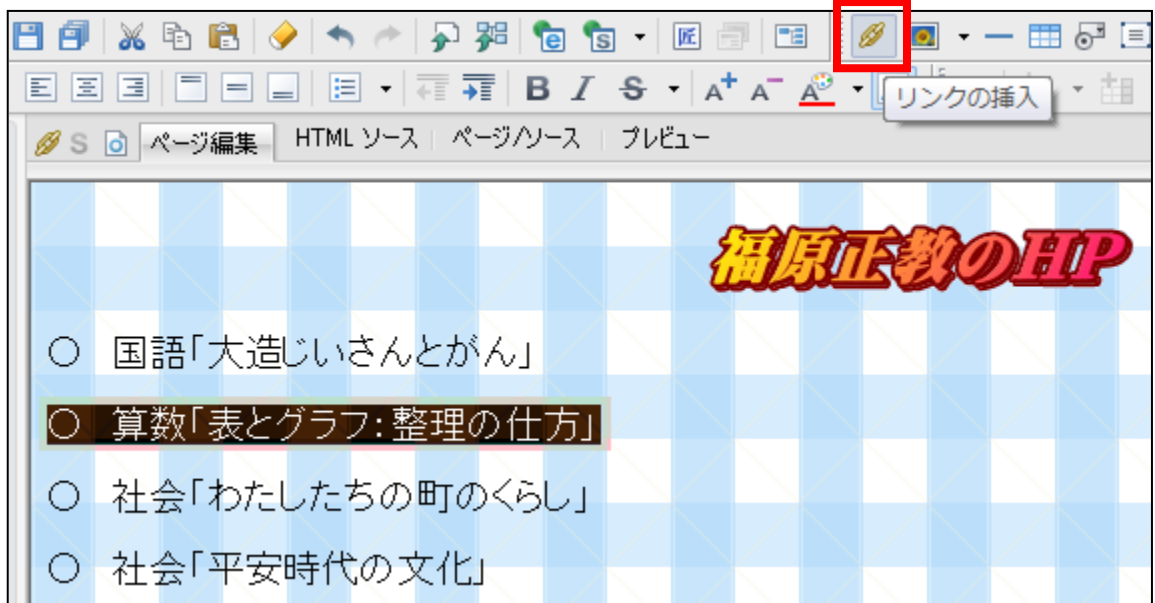 B I S A+ A- A
リンクの挿入
S ページ編集 HTML ソース ページ/ソース プレビュー
福原正教のHP
○ 国語「大造じいさんとがん」
○ 算数「表とグラフ:整理の仕方」
○ 社会「わたしたちの町のくらし」
○ 社会「平安時代の文化」